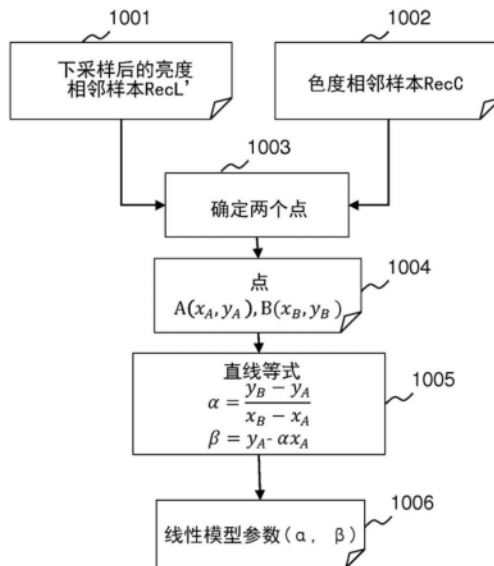 1001
1002
下采样后的亮度
相邻样本RecL'
色度相邻样本RecC
1003
确定两个点
1004
点
A(x_A, y_A),B(x_B, y_B)
1005
直线等式
α = (y_B − y_A)/(x_B − x_A)
β = y_A- αx_A
1006
线性模型参数(α, β)